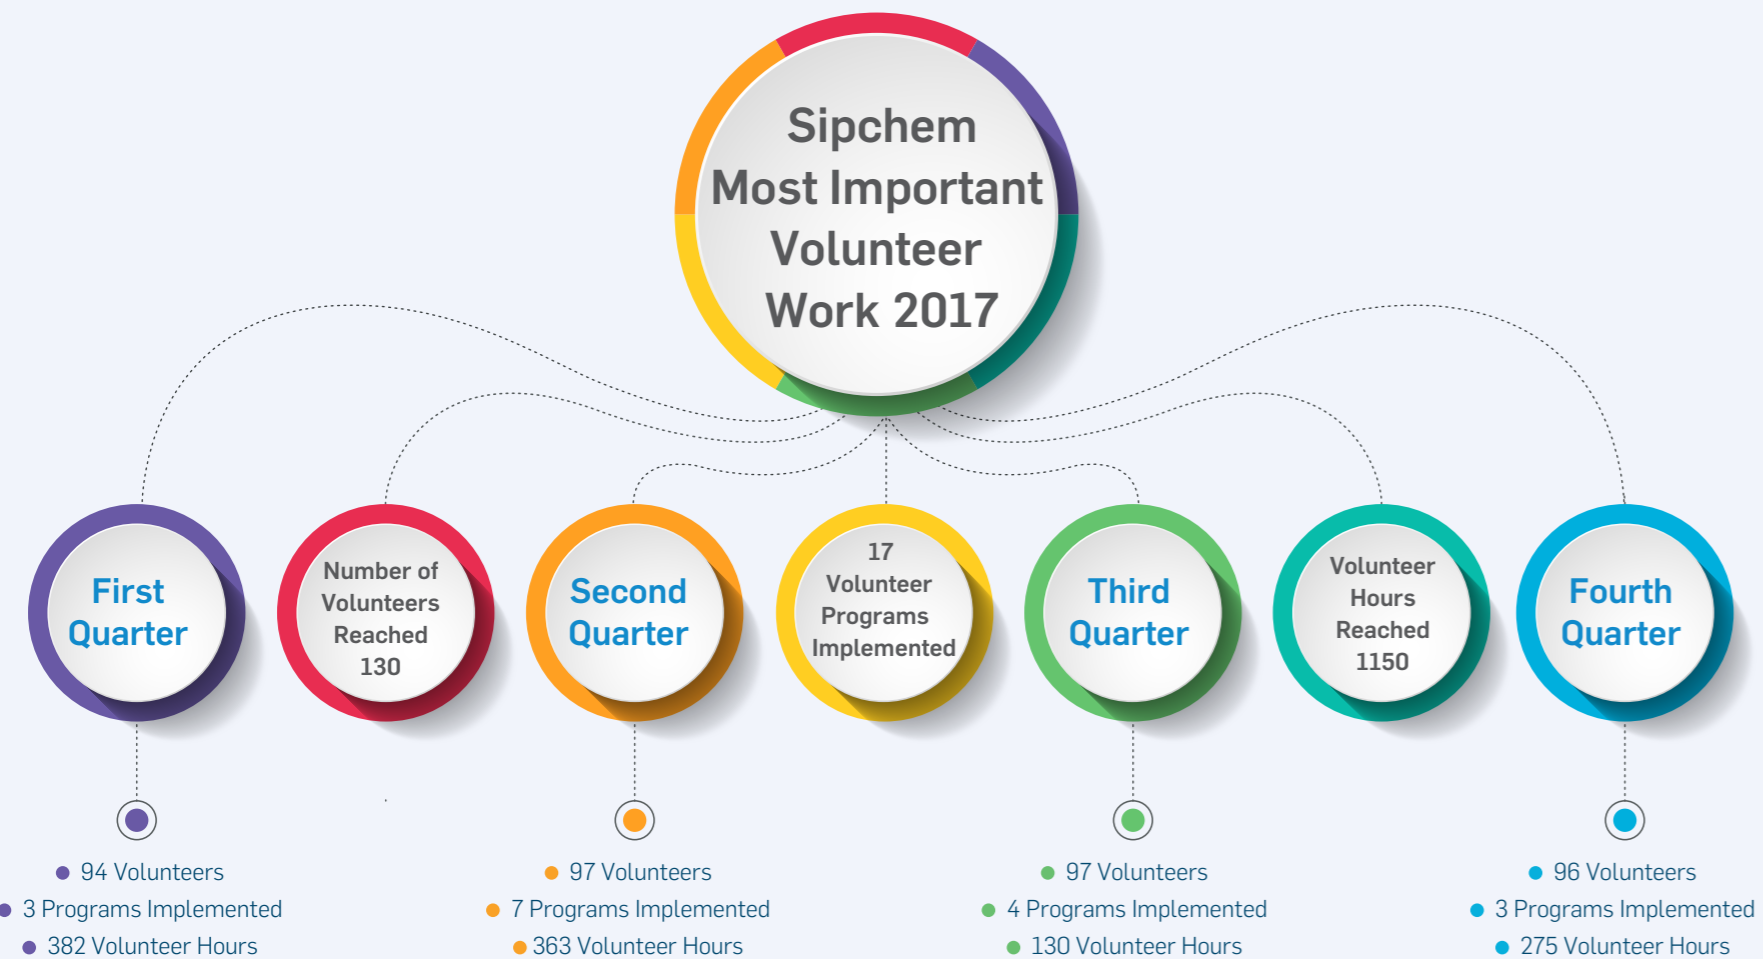 Sipchem
Most Important
Volunteer
Work 2017
First
Quarter
Number of
Volunteers
Reached
130
Second
Quarter
17
Volunteer
Programs
Implemented
Third
Quarter
Volunteer
Hours
Reached
1150
Fourth
Quarter
94 Volunteers
3 Programs Implemented
382 Volunteer Hours
97 Volunteers
7 Programs Implemented
363 Volunteer Hours
97 Volunteers
4 Programs Implemented
130 Volunteer Hours
96 Volunteers
3 Programs Implemented
275 Volunteer Hours